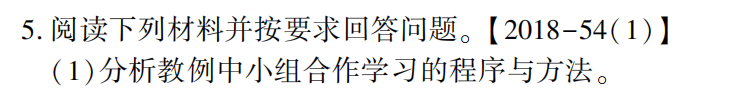 5. 阅读下列材料并按要求回答问题。【2018-54(1)】
(1)分析教例中小组合作学习的程序与方法。